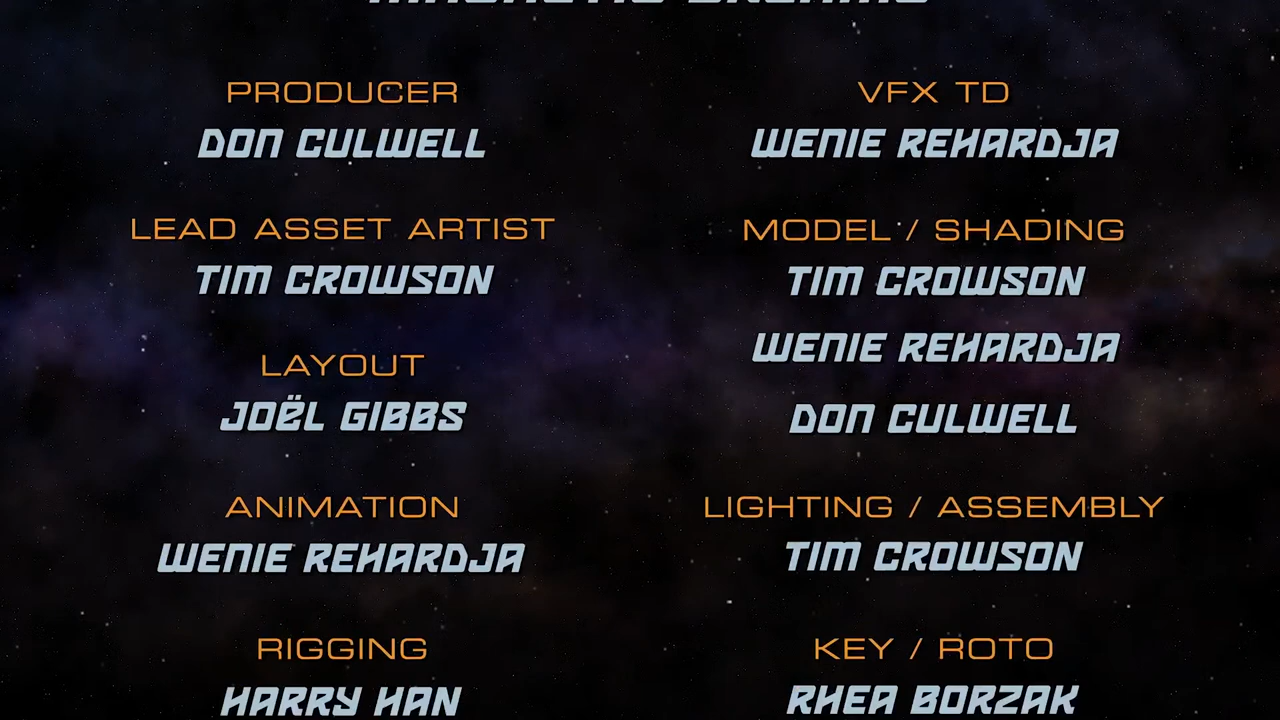 PRODUCER
DON CULWELL
LEAD ASSET ARTIST
TIM CROWSON
LAYOUT
JOËL GIBBS
ANIMATION
WENIE REHARDJA
RIGGING
HARRY HAN
VFX TD
WENIE REHARDJA
MODEL / SHADING
TIM CROWSON
WENIE REHARDJA
DON CULWELL
LIGHTING / ASSEMBLY
TIM CROWSON
KEY / ROTO
RHEA BORZAK